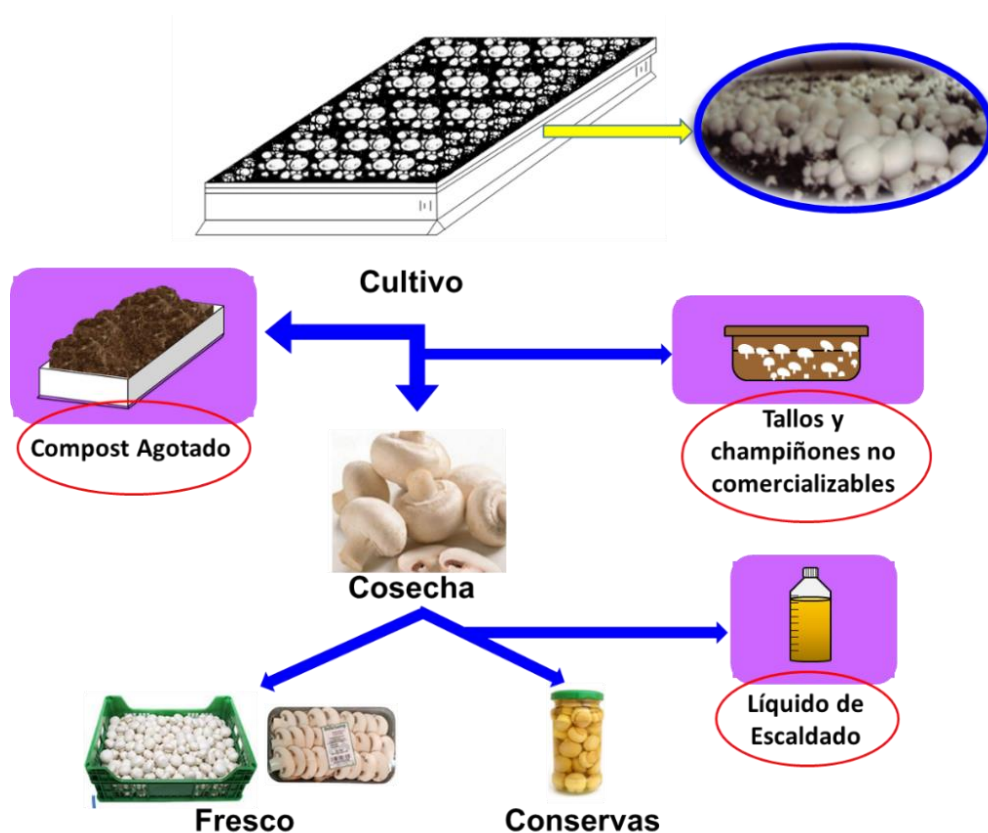 Cultivo
Compost Agotado
Tallos y
champiñones no
comercializables
Cosecha
Líquido de
Escaldado
Fresco
Conservas